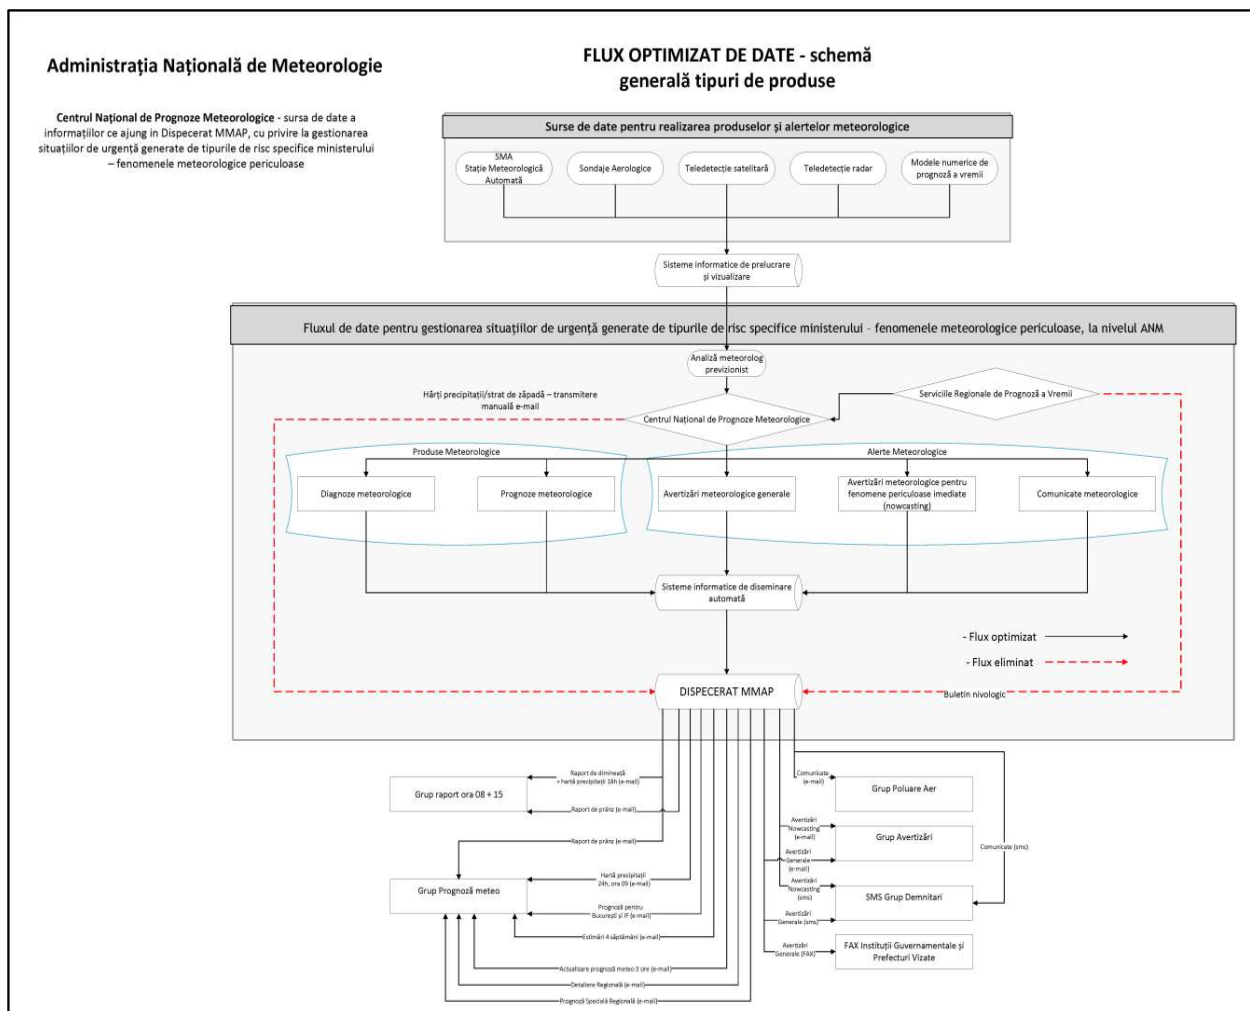 Administrația Națională de Meteorologie
Centrul Național de Prognoze Meteorologice - sursa de date a
informațiilor ce ajung in Dispecerat MMAP, cu privire la gestionarea
situațiilor de urgență generate de tipurile de risc specifice ministerului
– fenomenele meteorologice periculoase
FLUX OPTIMIZAT DE DATE - schemă
generală tipuri de produse
Surse de date pentru realizarea produselor și alertelor meteorologice
SMA
Stație Meteorologică
Automată
Sondaje Aerologice
Teledetecție satelitară
Teledetecție radar
Modele numerice de
prognoză a vremii
Sisteme informatice de prelucrare
și vizualizare
Fluxul de date pentru gestionarea situațiilor de urgență generate de tipurile de risc specifice ministerului – fenomenele meteorologice periculoase, la nivelul ANM
Analiză meteorolog
previzionist
Hărți precipitații/strat de zăpadă – transmitere
manuală e-mail
Centrul Național de Prognoze Meteorologice
Serviciile Regionale de Prognoză a Vremii
Produse Meteorologice
Alerte Meteorologice
Diagnoze meteorologice
Prognoze meteorologice
Avertizări meteorologice generale
Avertizări meteorologice pentru
fenomene periculoase imediate
(nowcasting)
Comunicate meteorologice
Sisteme informatice de diseminare
automată
- Flux optimizat
- Flux eliminat
DISPECERAT MMAP
Buletin nivologic
Raport de dimineață
+ hartă precipitații 18h (e-mail)
Grup raport ora 08 + 15
Raport de prânz (e-mail)
Raport de prânz (e-mail)
Hartă precipitații
24h, ora 09 (e-mail)
Grup Prognoză meteo
Prognoză pentru
București și IF (e-mail)
Estimări 4 săptămâni (e-mail)
Actualizare prognoză meteo 3 ore (e-mail)
Detaliere Regională (e-mail)
Prognoză Specială Regională (e-mail)
Comunicate
(e-mail)
Grup Poluare Aer
Avertizări
Nowcasting
(e-mail)
Grup Avertizări
Avertizări
Generale
(e-mail)
Comunicate (sms)
Avertizări
Nowcasting
(sms)
SMS Grup Demnitari
Avertizări
Generale (sms)
Avertizări
Generale (FAX)
FAX Instituții Guvernamentale și
Prefecturi Vizate